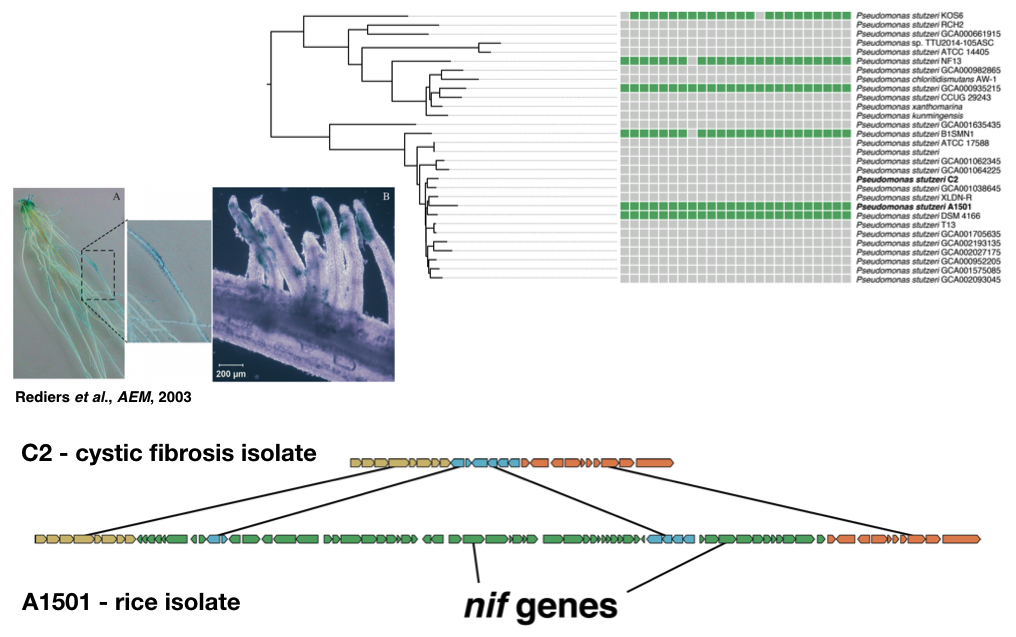 Pseudomonas stutzeri KOS6
Pseudomonas stutzeri RCH2
Pseudomonas stutzeri GCA000661915
Pseudomonas sp. TTU2014-105ASC
Pseudomonas stutzeri ATCC 14405
Pseudomonas stutzeri NF13
Pseudomonas stutzeri GCA000982865
Pseudomonas chloritidismutans AW-1
Pseudomonas stutzeri GCA000935215
Pseudomonas stutzeri CCUG 29243
Pseudomonas xanthomarina
Pseudomonas kunmingensis
Pseudomonas stutzeri GCA001635435
Pseudomonas stutzeri B1SMN1
Pseudomonas stutzeri ATCC 17588
Pseudomonas stutzeri
Pseudomonas stutzeri GCA001062345
Pseudomonas stutzeri GCA001064225
Pseudomonas stutzeri C2
Pseudomonas stutzeri GCA001038645
Pseudomonas stutzeri XLDN-R
Pseudomonas stutzeri A1501
Pseudomonas stutzeri DSM 4166
Pseudomonas stutzeri T13
Pseudomonas stutzeri GCA001705635
Pseudomonas stutzeri GCA002193135
Pseudomonas stutzeri GCA002027175
Pseudomonas stutzeri GCA000952205
Pseudomonas stutzeri GCA001575085
Pseudomonas stutzeri GCA002093045
A
B
200 μm
Rediers et al., AEM, 2003
C2 - cystic fibrosis isolate
A1501 - rice isolate
nif genes